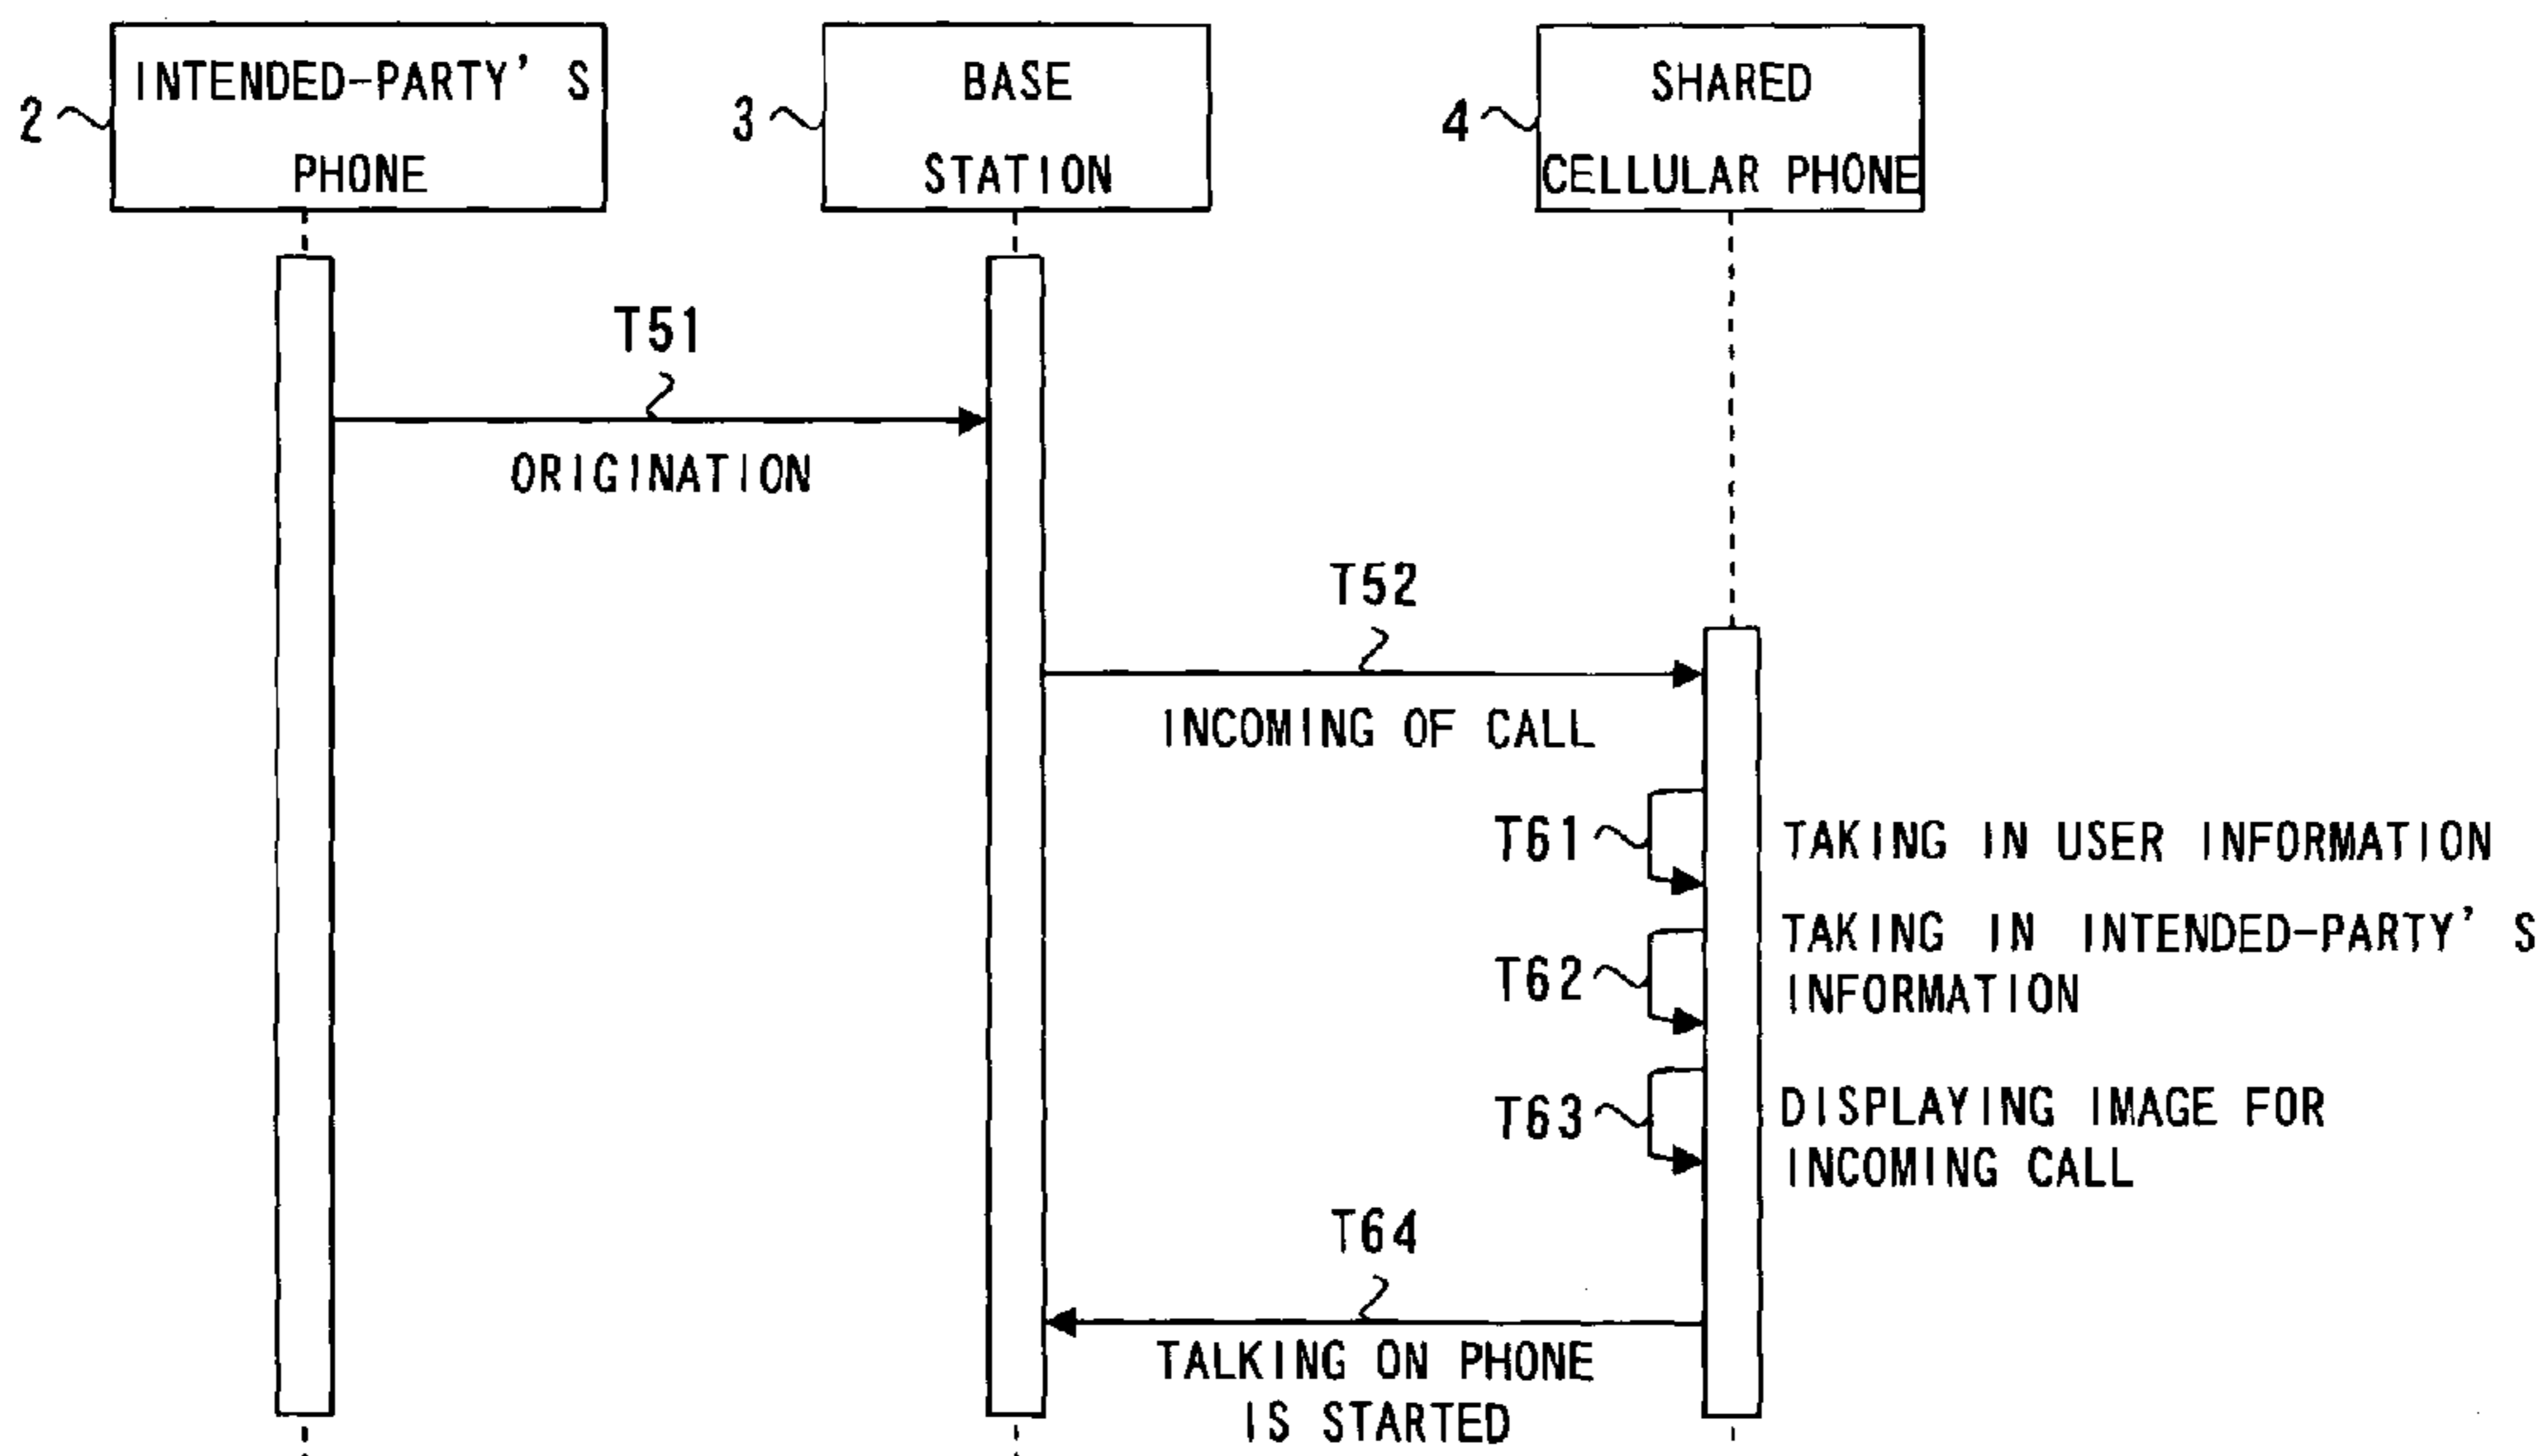 INTENDED-PARTY'S
PHONE
2
BASE
STATION
3
SHARED
CELLULAR PHONE
4
T51
ORIGINATION
T52
INCOMING OF CALL
T61
TAKING IN USER INFORMATION
T62
TAKING IN INTENDED-PARTY'S
INFORMATION
T63
DISPLAYING IMAGE FOR
INCOMING CALL
T64
TALKING ON PHONE
IS STARTED